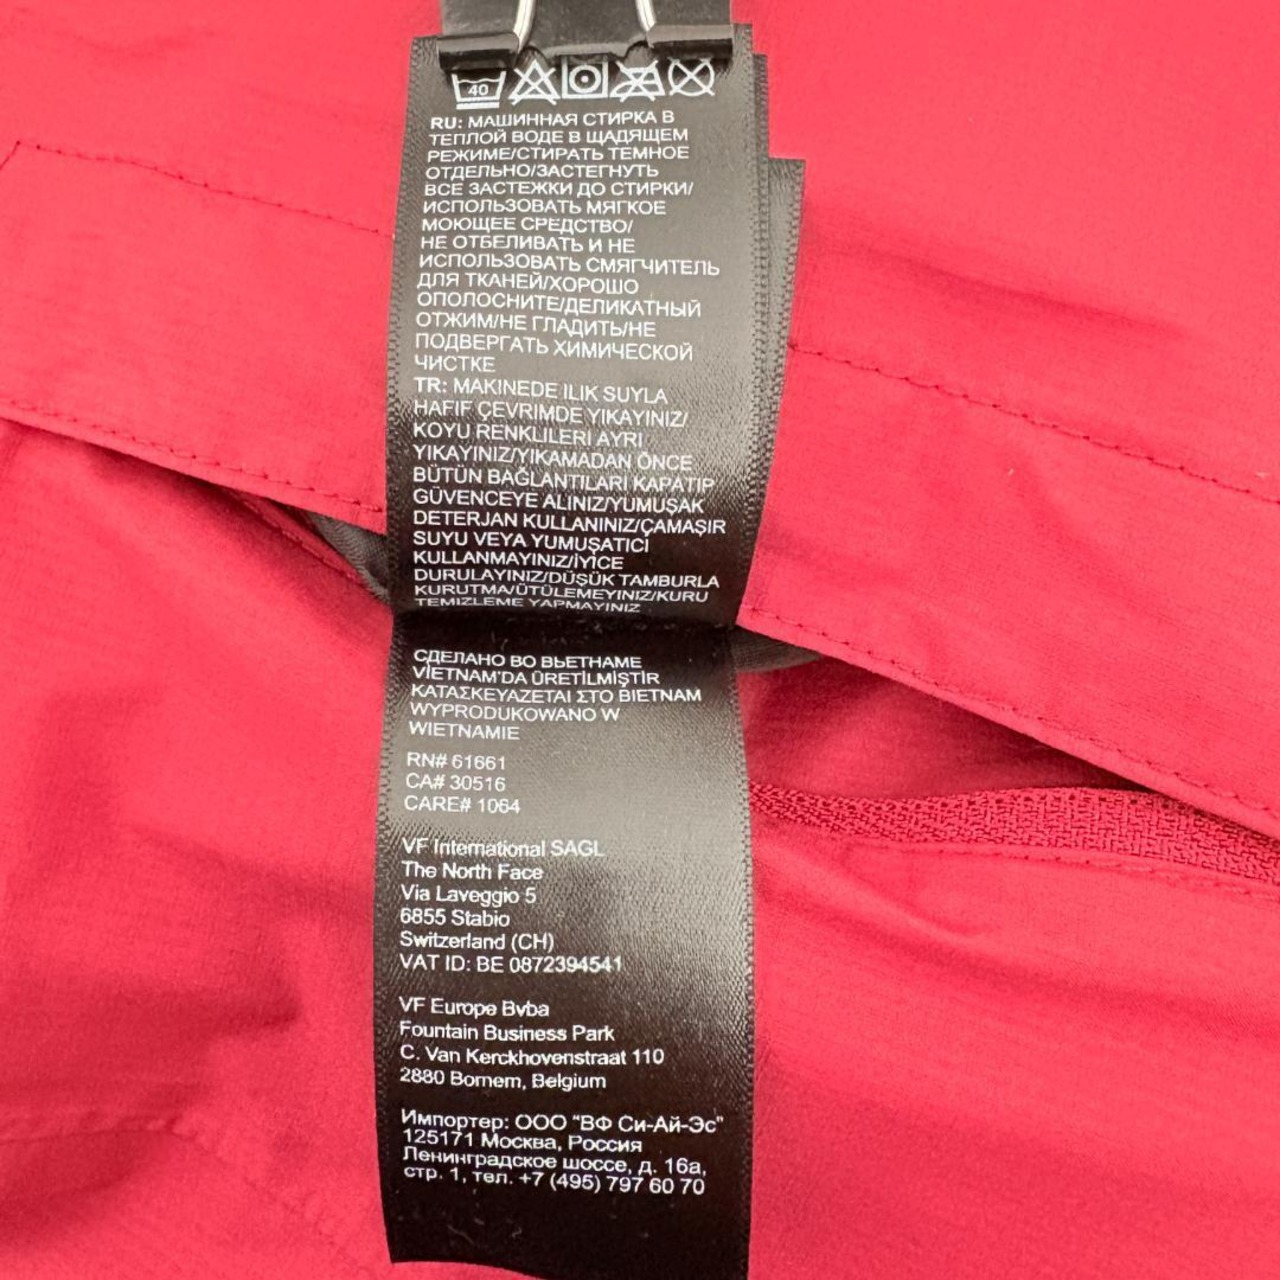 40
RU: МАШИННАЯ СТИРКА В
ТЕПЛОЙ ВОДЕ В ЩАДЯЩЕМ
РЕЖИМЕ/СТИРАТЬ ТЕМНОЕ
ОТДЕЛЬНО/ЗАСТЕГНУТЬ
ВСЕ ЗАСТЕЖКИ ДО СТИРКИ/
ИСПОЛЬЗОВАТЬ МЯГКОЕ
МОЮЩЕЕ СРЕДСТВО/
НЕ ОТБЕЛИВАТЬ И НЕ
ИСПОЛЬЗОВАТЬ СМЯГЧИТЕЛЬ
ДЛЯ ТКАНЕЙ/ХОРОШО
ОПОЛОСНИТЕ/ДЕЛИКАТНЫЙ
ОТЖИМ/НЕ ГЛАДИТЬ/НЕ
ПОДВЕРГАТЬ ХИМИЧЕСКОЙ
ЧИСТКЕ
TR: MAKINEDE ILIK SUYLA
HAFIF ÇEVRIMDE YIKAYINIZ/
KOYU RENKLILERI AYRI
YIKAYINIZ/YIKAMADAN ÖNCE
BÜTÜN BAĞLANTILARI KAPATIP
GÜVENCEYE ALINIZ/YUMUŞAK
DETERJAN KULLANINIZ/ÇAMAŞIR
SUYU VEYA YUMUŞATICI
KULLANMAYINIZ/İYİCE
DURULAYINIZ/DÜŞÜK TAMBURLA
KURUTMA/ÜTÜLEMEYINIZ/KURU
TEMIZLEME YAPMAYINIZ
СДЕЛАНО ВО ВЬЕТНАМЕ
VİETNAM'DA ÜRETİLMİŞTİR
ΚΑΤΑΣΚΕΥΑΖΕΤΑΙ ΣΤΟ ΒΙΕΤΝΑΜ
WYPRODUKOWANO W
WIETNAMIE
RN# 61661
CA# 30516
CARE# 1064
VF International SAGL
The North Face
Via Laveggio 5
6855 Stabio
Switzerland (CH)
VAT ID: BE 0872394541
VF Europe Bvba
Fountain Business Park
C. Van Kerckhovenstraat 110
2880 Bornem, Belgium
Импортер: ООО "ВФ Си-Ай-Эс"
125171 Москва, Россия
Ленинградское шоссе, д. 16а,
стр. 1, тел. +7 (495) 797 60 70